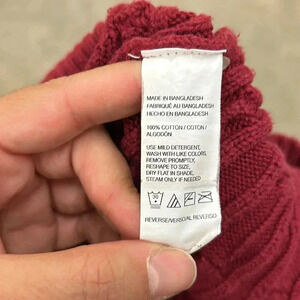 MADE IN BANGLADESH
FABRIQUÉ AU BANGLADESH
HECHO EN BANGLADESH
100% COTTON / COTON /
ALGODÓN
USE MILD DETERGENT,
WASH WITH LIKE COLORS,
REMOVE PROMPTLY,
RESHAPE TO SIZE,
DRY FLAT IN SHADE,
STEAM ONLY IF NEEDED
REVERSE/VERSO/AL REVERSO